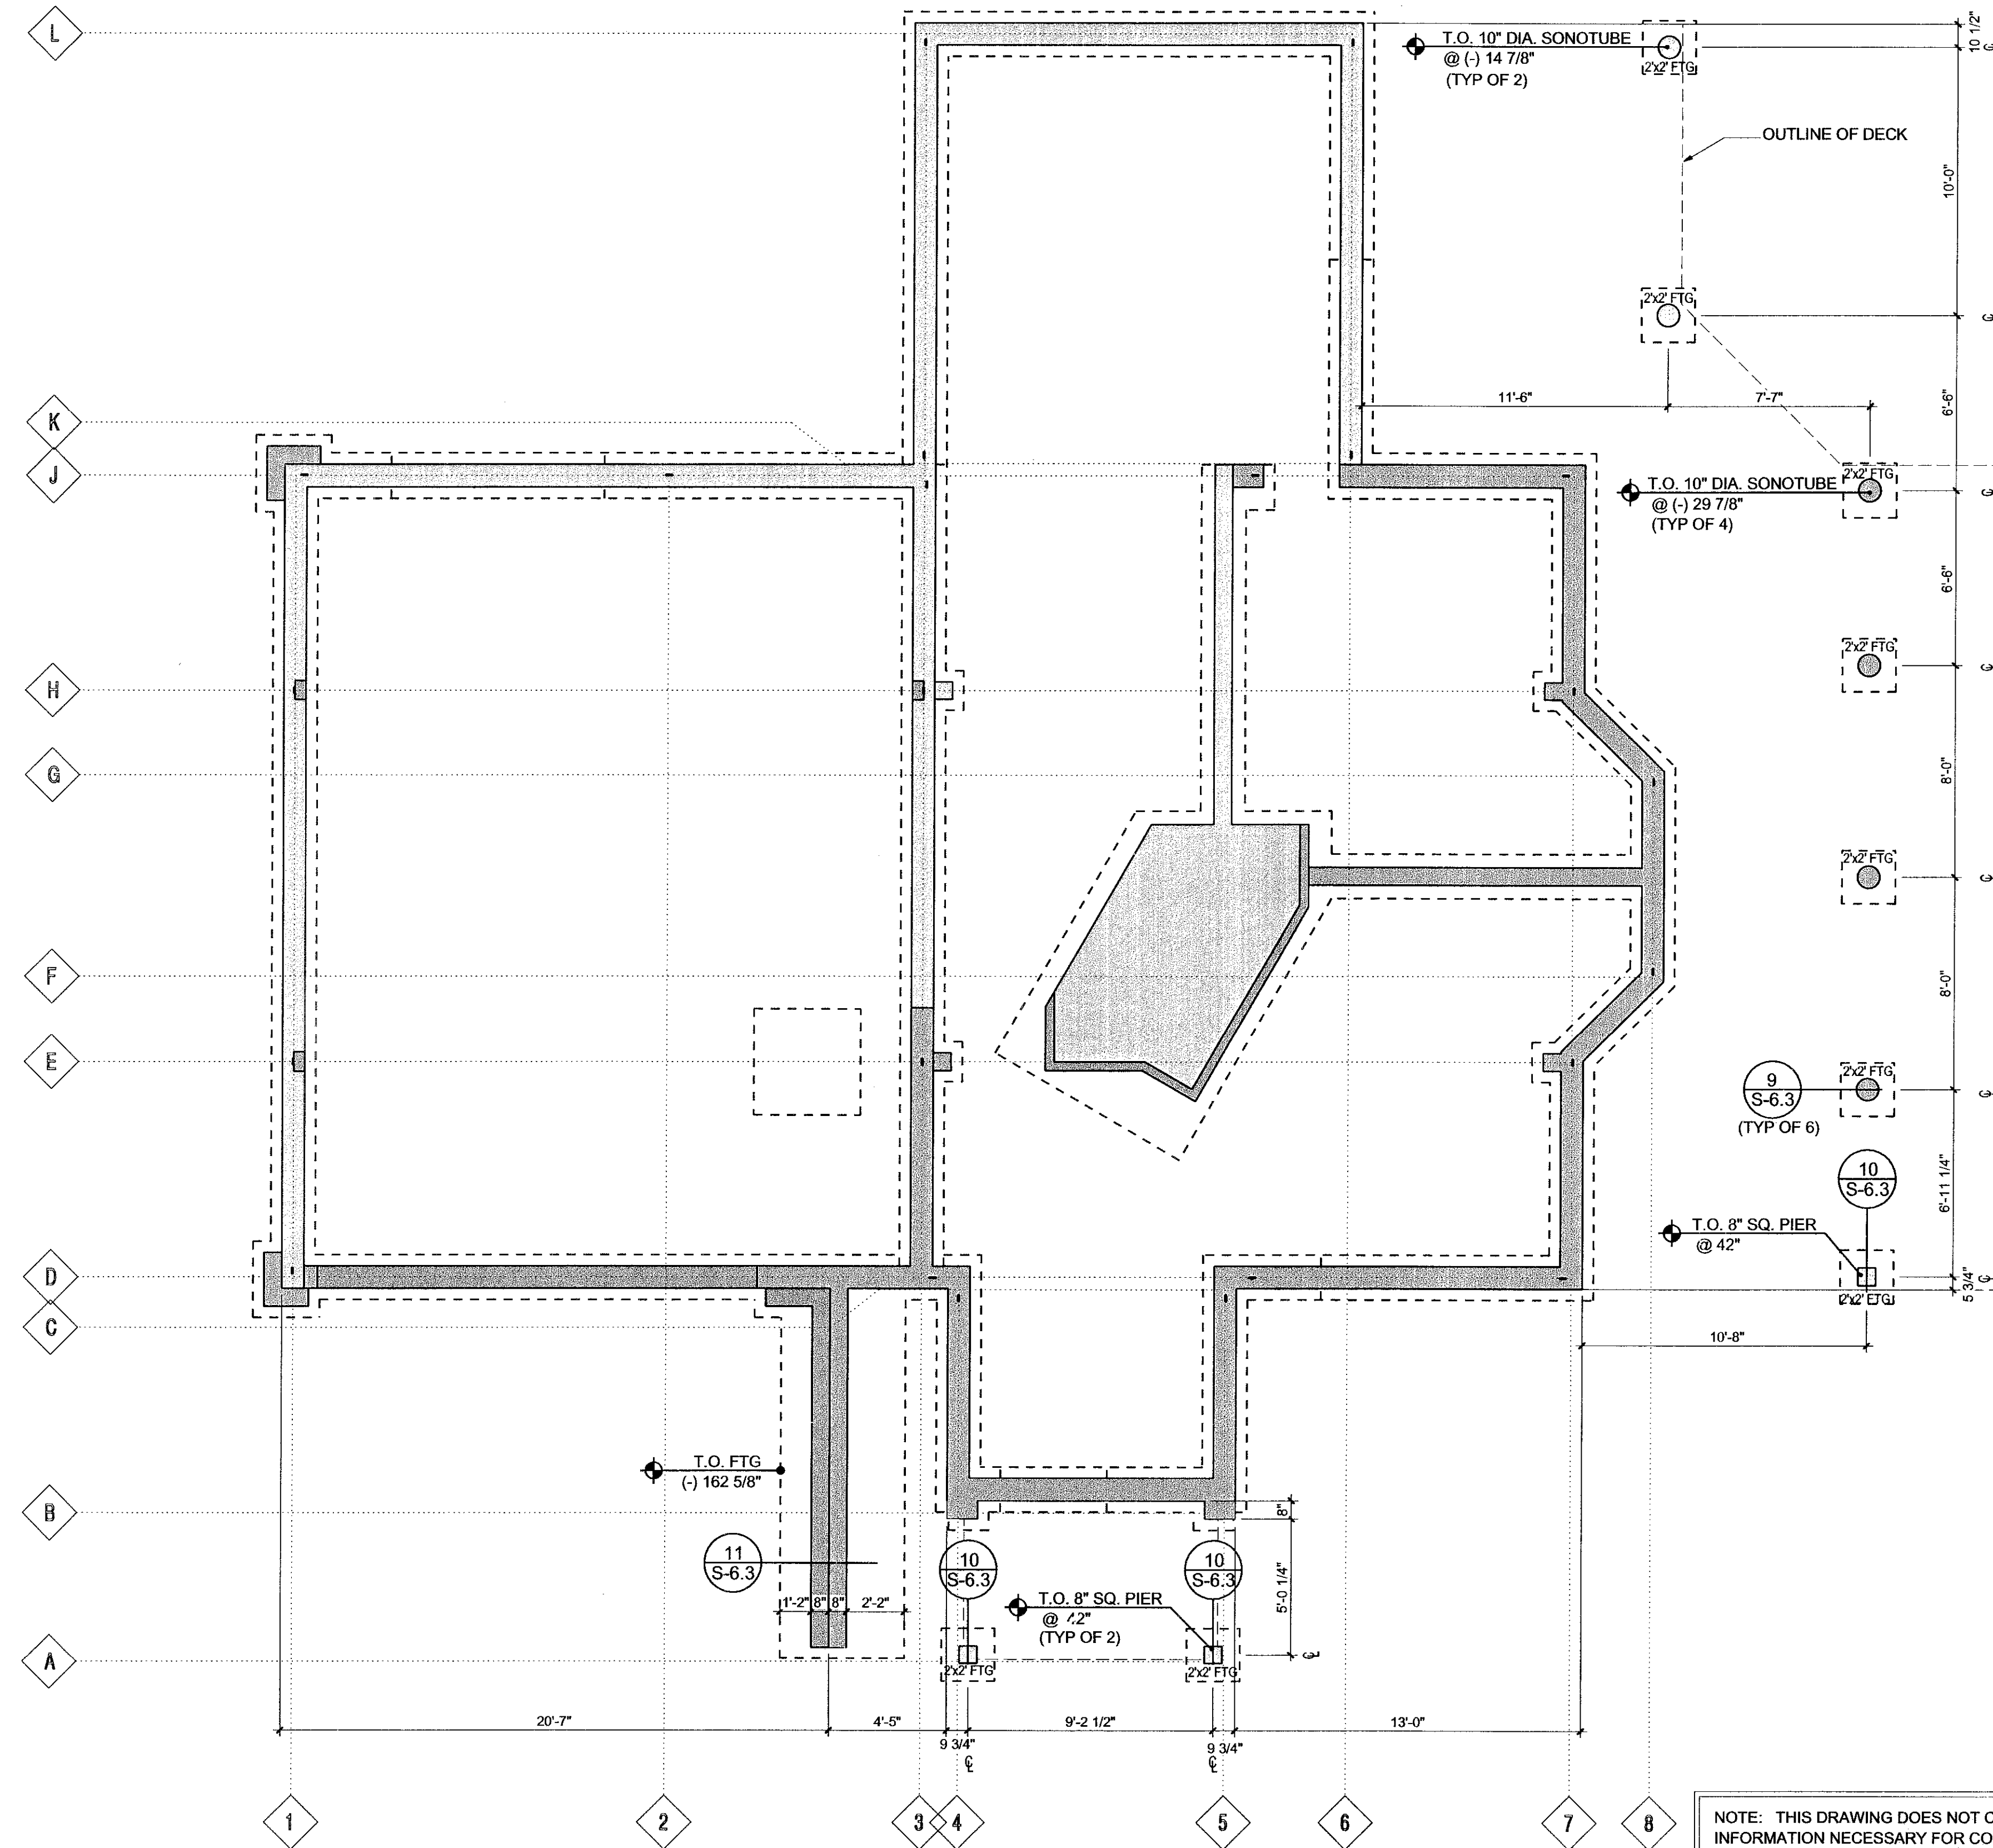 L
T.O. 10" DIA. SONOTUBE
@ (-) 14 7/8"
(TYP OF 2)
2'x2' FTG
10 1/2"
℄
OUTLINE OF DECK
10'-0"
2'x2' FTG
℄
11'-6"
7'-7"
6'-6"
K
J
2'x2' FTG
T.O. 10" DIA. SONOTUBE
@ (-) 29 7/8"
(TYP OF 4)
℄
6'-6"
H
2'x2' FTG
℄
G
8'-0"
2'x2' FTG
℄
F
8'-0"
E
2'x2' FTG
℄
9
S-6.3
(TYP OF 6)
10
S-6.3
6'-11 1/4"
T.O. 8" SQ. PIER
@ 42"
D
2'x2' FTG
℄
5 3/4"
C
10'-8"
T.O. FTG
(-) 162 5/8"
B
8"
11
S-6.3
10
S-6.3
10
S-6.3
5'-0 1/4"
1'-2"
8"
8"
2'-2"
T.O. 8" SQ. PIER
@ 42"
(TYP OF 2)
A
2'x2' FTG
2'x2' FTG
℄
20'-7"
4'-5"
9'-2 1/2"
13'-0"
9 3/4"
℄
9 3/4"
℄
1
2
3
4
5
6
7
8
NOTE: THIS DRAWING DOES NOT
INFORMATION NECESSARY FOR